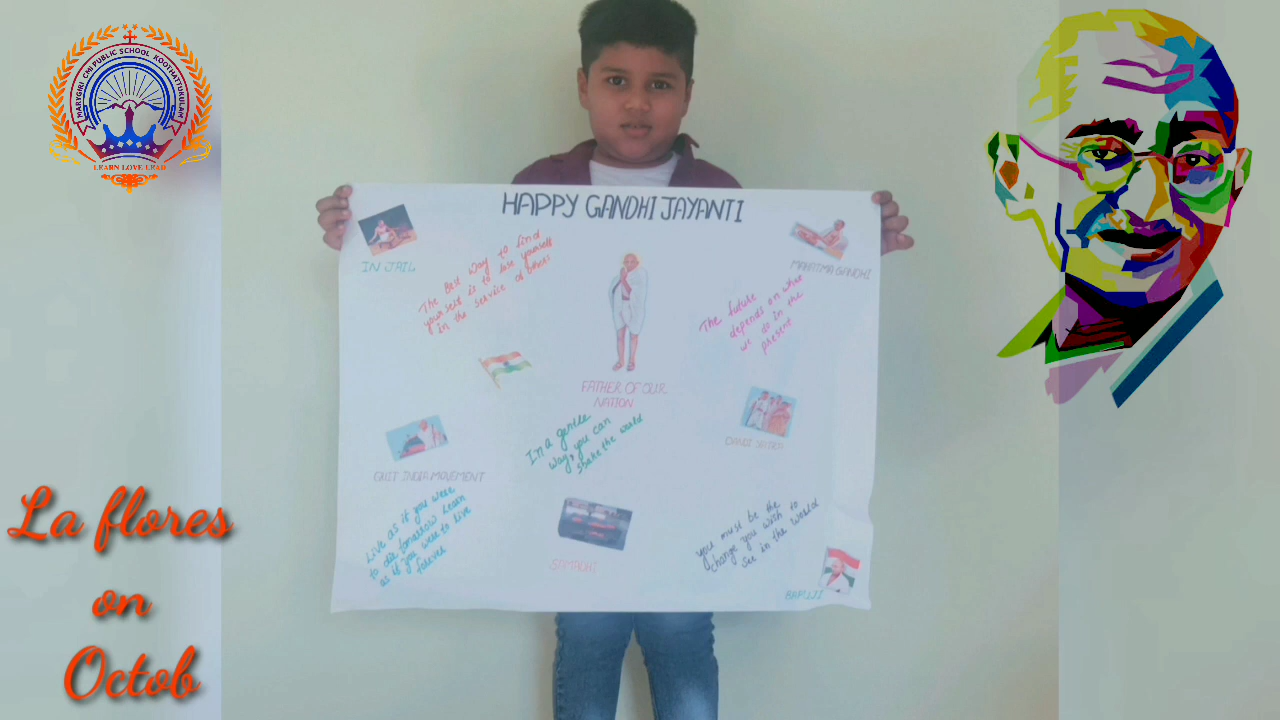 MARYGIRI CMI PUBLIC SCHOOL KOOTHATTUKULAM
LEARN LOVE LEAD
HAPPY GANDHI JAYANTI
IN JAIL
The Best way to find
yourself is to lose yourself
in the service of others
MAHATMA GANDHI
The future
depends on what
we do in the
present
FATHER OF OUR
NATION
In a gentle
way, you can
shake the world
DANDI
QUIT INDIA MOVEMENT
Live as if you were
to die tomorrow learn
as if you were to live
forever
SAMADHI
you must be the
change you wish to
see in the world
BAPUJI
La flores
on
Octob